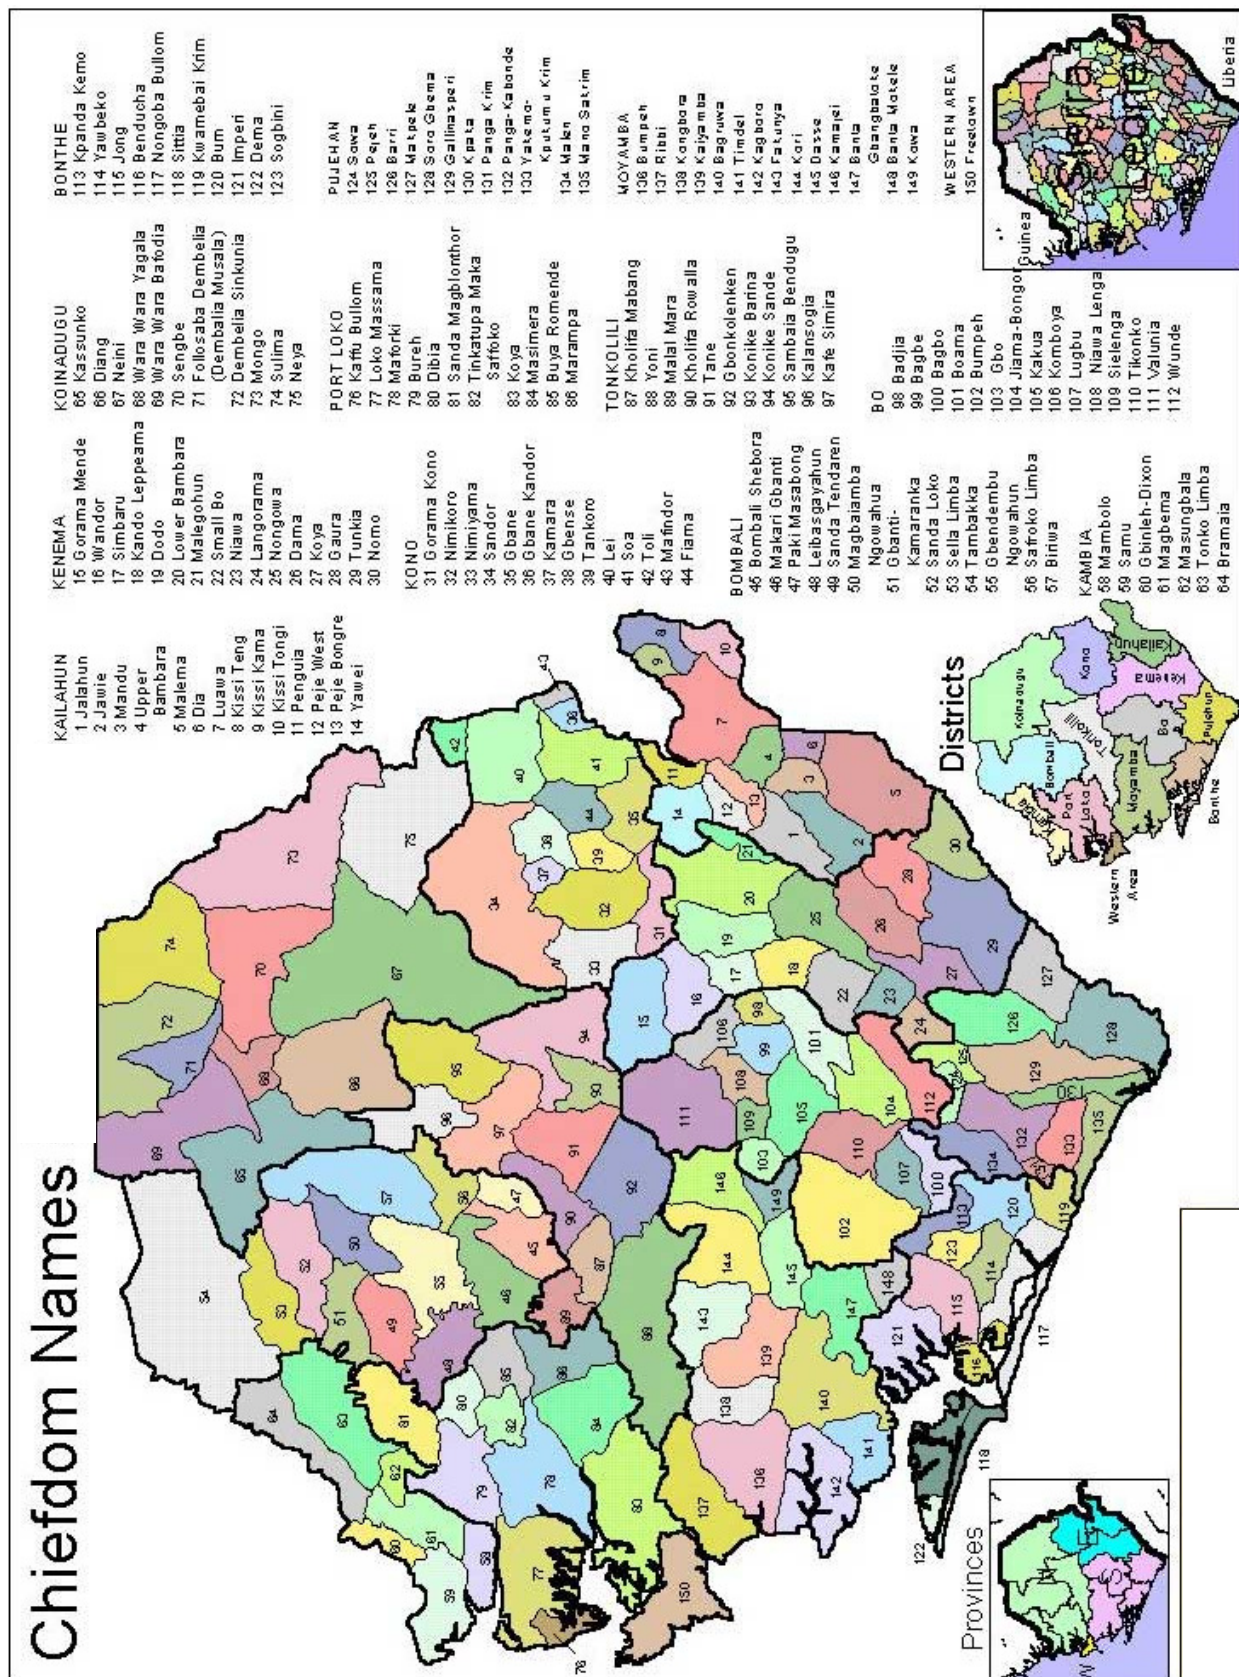 Chiefdom Names
KAILAHUN
1 Jalahun
2 Jawie
3 Mandu
4 Upper
Bambara
5 Malema
6 Dia
7 Luawa
8 Kissi Teng
9 Kissi Kama
10 Kissi Tongi
11 Penguia
12 Peje West
13 Peje Bongre
14 Yawei
KENEMA
15 Gorama Mende
16 Wandor
17 Simbaru
18 Kando Leppeama
19 Dodo
20 Lower Bambara
21 Malegohun
22 Small Bo
23 Niawa
24 Langorama
25 Nongowa
26 Dama
27 Koya
28 Gaura
29 Tunkia
30 Nomo
KONO
31 Gorama Kono
32 Nimikoro
33 Nimiyama
34 Sandor
35 Gbane
36 Gbane Kandor
37 Kamara
38 Gbense
39 Tankoro
40 Lei
41 Soa
42 Toli
43 Mafindor
44 Fiama
BOMBALI
45 Bombali Shebora
46 Makari Gbanti
47 Paki Masabong
48 Leibasgayahun
49 Sanda Tendaren
50 Magbaiamba
Ngowahua
51 Gbanti-
Kamaranka
52 Sanda Loko
53 Sella Limba
54 Tambakka
55 Gbendembu
Ngowahun
56 Safroko Limba
57 Biriwa
KAMBIA
58 Mambolo
59 Samu
60 Gbinleh-Dixon
61 Magbema
62 Masungbala
63 Tonko Limba
64 Bramaia
KOINADUGU
65 Kassunko
66 Diang
67 Neini
68 Wara Wara Yagala
69 Wara Wara Bafodia
70 Sengbe
71 Follosaba Dembelia
(Dembalia Musala)
72 Dembelia Sinkunia
73 Mongo
74 Sulima
75 Neya
PORT LOKO
76 Kaffu Bullom
77 Loko Massama
78 Maforki
79 Bureh
80 Dibia
81 Sanda Magblonthor
82 Tinkatupa Maka
Saffoko
83 Koya
84 Masimera
85 Buya Romende
86 Marampa
TONKOLILI
87 Kholifa Mabang
88 Yoni
89 Malal Mara
90 Kholifa Rowalla
91 Tane
92 Gbonkolenken
93 Konike Barina
94 Konike Sande
95 Sambaia Bendugu
96 Kalansogia
97 Kafe Simira
BO
98 Badjia
99 Bagbe
100 Bagbo
101 Boama
102 Bumpeh
103 Gbo
104 Jiama-Bongor
105 Kakua
106 Komboya
107 Lugbu
108 Niawa Lenga
109 Sielenga
110 Tikonko
111 Valunia
112 Wunde
BONTHE
113 Kpanda Kemo
114 Yawbeko
115 Jong
116 Benducha
117 Nongoba Bullom
118 Sittia
119 Kwamebai Krim
120 Bum
121 Imperi
122 Dema
123 Sogbini
PUJEHAN
124 Sowa
125 Pejeh
126 Barri
127 Makpele
128 Soro Gbema
129 Gallinasperi
130 Kpata
131 Panga Krim
132 Panga-Kabonde
133 Yakema-
Kpukumu Krim
134 Malen
135 Mano Sakrim
MOYAMBA
136 Bumpeh
137 Ribbi
138 Kongbora
139 Kaiyamba
140 Bagruwa
141 Timdel
142 Kagboro
143 Fakunya
144 Kori
145 Dasse
146 Kamajei
147 Banta
Gbangbatoke
148 Banta Mokele
149 Kowa
WESTERN AREA
150 Freetown
Districts
Koinadugu
Kono
Kailahun
Kenema
Tonkolili
Bombali
Kambia
Port
Loko
Bo
Pujehun
Moyamba
Bonthe
Western
Area
Provinces
N
E
S
W
Guinea
Sierra
Leone
Liberia